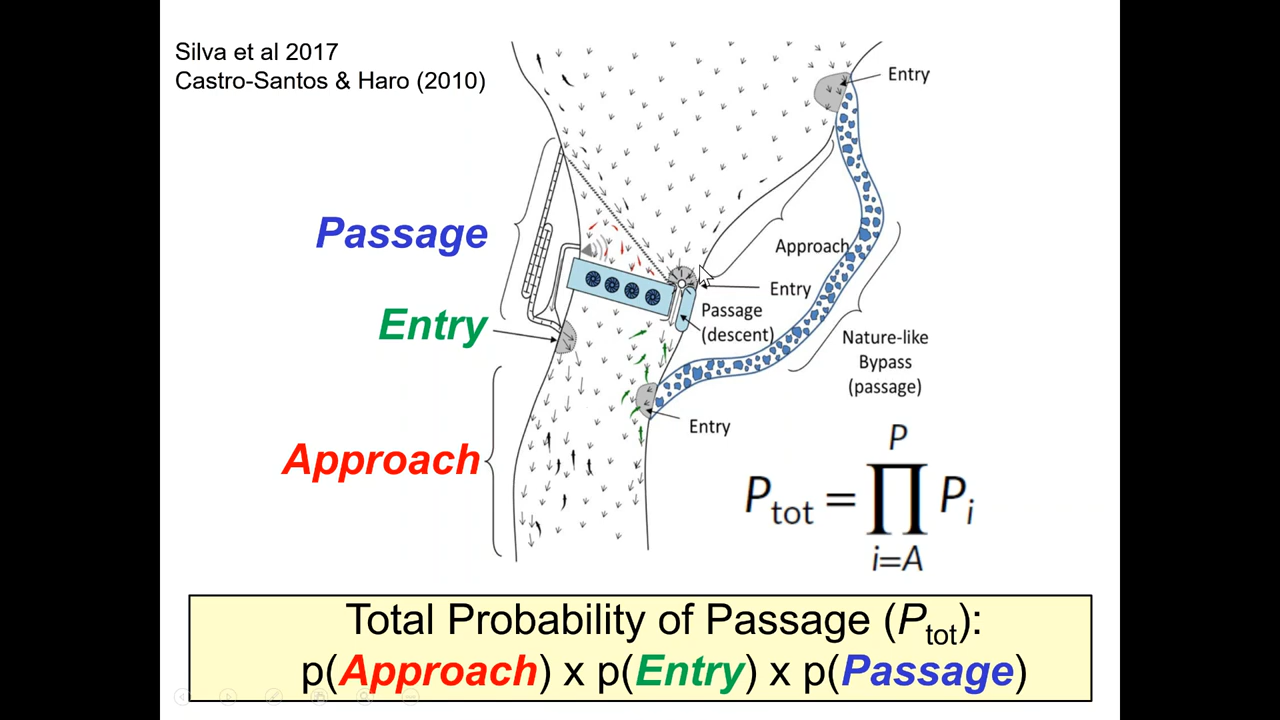 Silva et al 2017
Castro-Santos & Haro (2010)
Entry
Passage
Approach
Entry
Passage
(descent)
Entry
Nature-like
Bypass
(passage)
Entry
Approach
P
P_tot = ∏ P_i
i=A
Total Probability of Passage (P_tot):
p(Approach) x p(Entry) x p(Passage)